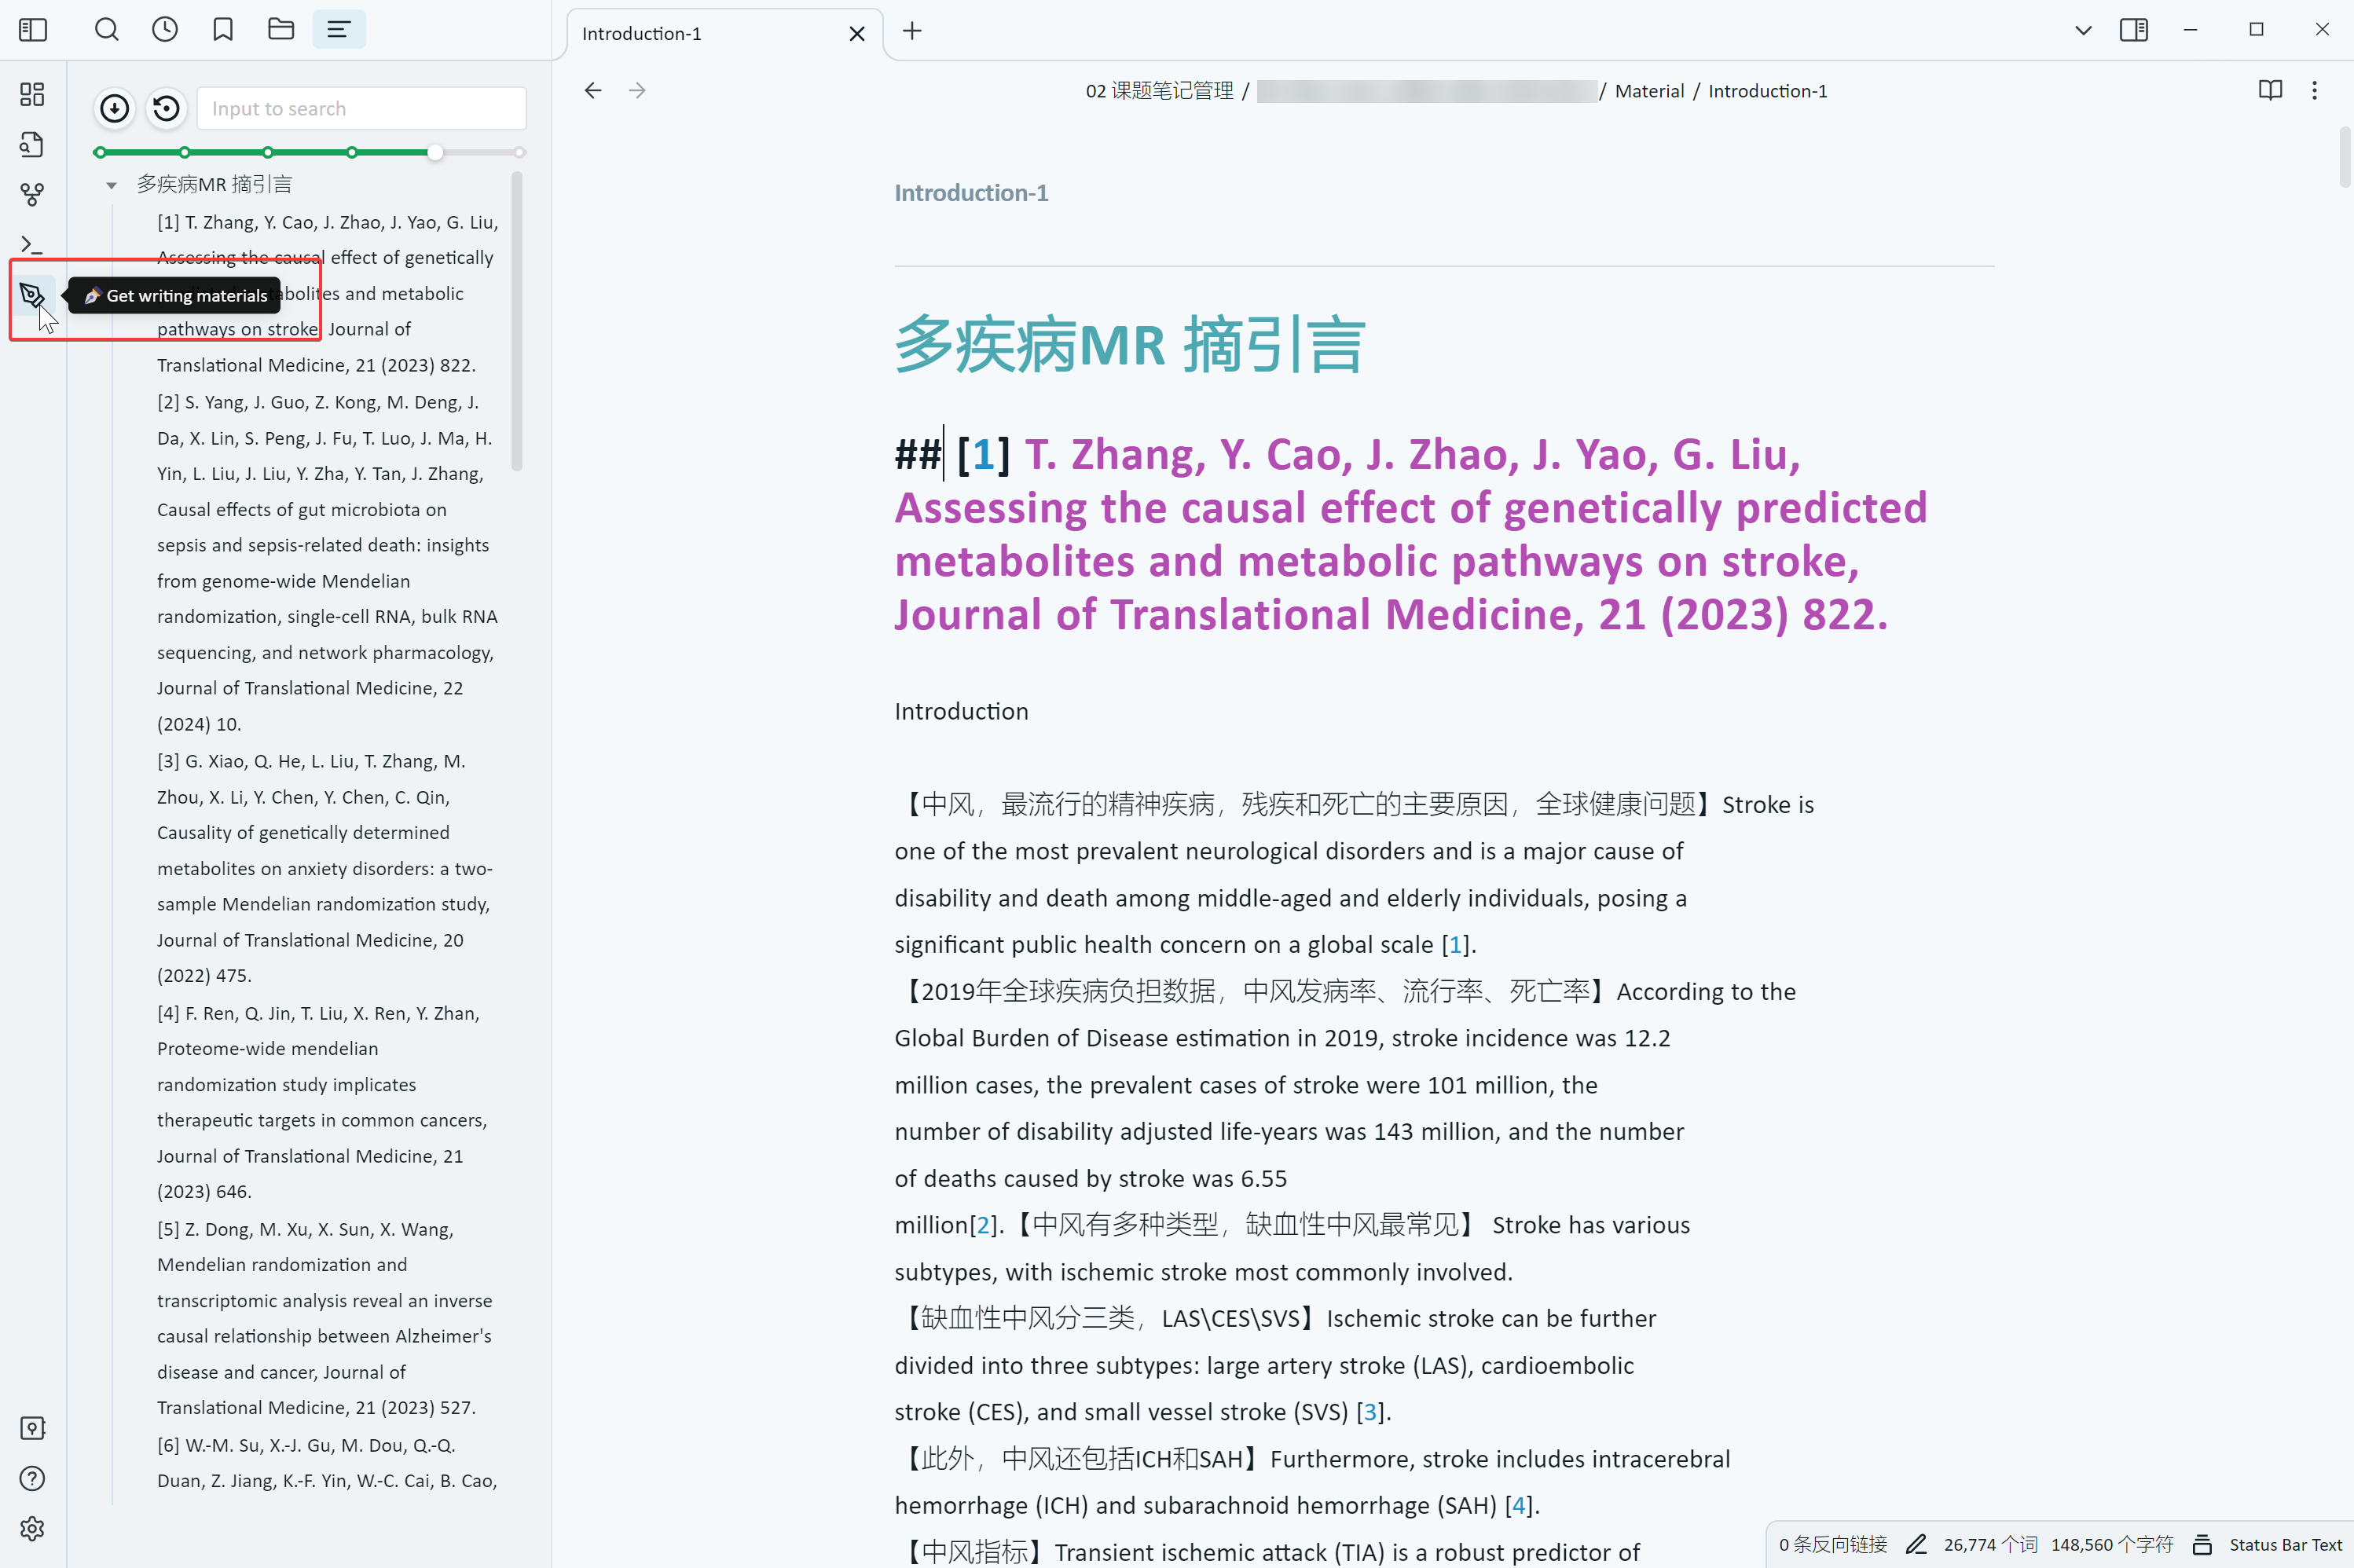 Introduction-1
02 课题笔记管理 / / Material / Introduction-1
Input to search
多疾病MR 摘引言
[1] T. Zhang, Y. Cao, J. Zhao, J. Yao, G. Liu,
Assessing the causal effect of genetically
abolites and metabolic
pathways on stroke, Journal of
Translational Medicine, 21 (2023) 822.
Get writing materials
[2] S. Yang, J. Guo, Z. Kong, M. Deng, J.
Da, X. Lin, S. Peng, J. Fu, T. Luo, J. Ma, H.
Yin, L. Liu, J. Liu, Y. Zha, Y. Tan, J. Zhang,
Causal effects of gut microbiota on
sepsis and sepsis-related death: insights
from genome-wide Mendelian
randomization, single-cell RNA, bulk RNA
sequencing, and network pharmacology,
Journal of Translational Medicine, 22
(2024) 10.
[3] G. Xiao, Q. He, L. Liu, T. Zhang, M.
Zhou, X. Li, Y. Chen, Y. Chen, C. Qin,
Causality of genetically determined
metabolites on anxiety disorders: a two-
sample Mendelian randomization study,
Journal of Translational Medicine, 20
(2022) 475.
[4] F. Ren, Q. Jin, T. Liu, X. Ren, Y. Zhan,
Proteome-wide mendelian
randomization study implicates
therapeutic targets in common cancers,
Journal of Translational Medicine, 21
(2023) 646.
[5] Z. Dong, M. Xu, X. Sun, X. Wang,
Mendelian randomization and
transcriptomic analysis reveal an inverse
causal relationship between Alzheimer's
disease and cancer, Journal of
Translational Medicine, 21 (2023) 527.
[6] W.-M. Su, X.-J. Gu, M. Dou, Q.-Q.
Duan, Z. Jiang, K.-F. Yin, W.-C. Cai, B. Cao,
Introduction-1
多疾病MR 摘引言
## [1] T. Zhang, Y. Cao, J. Zhao, J. Yao, G. Liu,
Assessing the causal effect of genetically predicted
metabolites and metabolic pathways on stroke,
Journal of Translational Medicine, 21 (2023) 822.
Introduction
【中风，最流行的精神疾病，残疾和死亡的主要原因，全球健康问题】Stroke is
one of the most prevalent neurological disorders and is a major cause of
disability and death among middle-aged and elderly individuals, posing a
significant public health concern on a global scale [1].
【2019年全球疾病负担数据，中风发病率、流行率、死亡率】According to the
Global Burden of Disease estimation in 2019, stroke incidence was 12.2
million cases, the prevalent cases of stroke were 101 million, the
number of disability adjusted life-years was 143 million, and the number
of deaths caused by stroke was 6.55
million[2].【中风有多种类型，缺血性中风最常见】 Stroke has various
subtypes, with ischemic stroke most commonly involved.
【缺血性中风分三类，LAS\CES\SVS】Ischemic stroke can be further
divided into three subtypes: large artery stroke (LAS), cardioembolic
stroke (CES), and small vessel stroke (SVS) [3].
【此外，中风还包括ICH和SAH】Furthermore, stroke includes intracerebral
hemorrhage (ICH) and subarachnoid hemorrhage (SAH) [4].
【中风指标】Transient ischemic attack (TIA) is a robust predictor of
0 条反向链接 26,774 个词 148,560 个字符 Status Bar Text